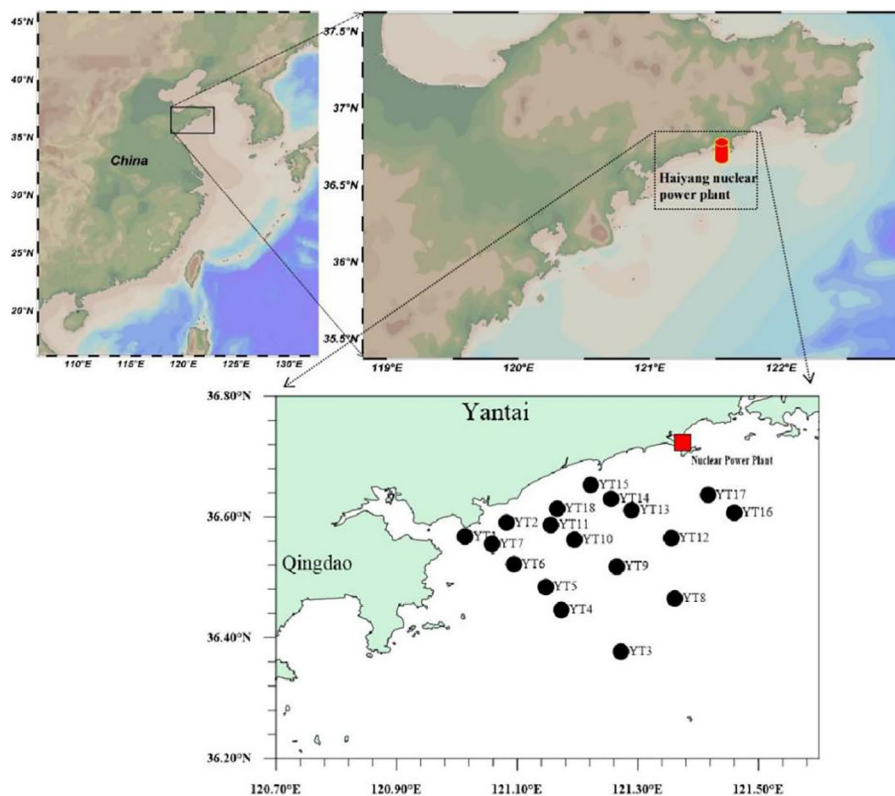 45°N
40°N
35°N
30°N
25°N
20°N
China
110°E 115°E 120°E 125°E 130°E
37.5°N
37°N
36.5°N
36°N
35.5°N
Haiyang nuclear
power plant
119°E 120°E 121°E 122°E
36.80°N
36.60°N
36.40°N
36.20°N
Yantai
Nuclear Power Plant
Qingdao
YT15
YT14
YT17
YT18
YT13
YT16
YT2
YT11
YT1
YT7
YT10
YT12
YT6
YT9
YT5
YT4
YT8
YT3
120.70°E 120.90°E 121.10°E 121.30°E 121.50°E